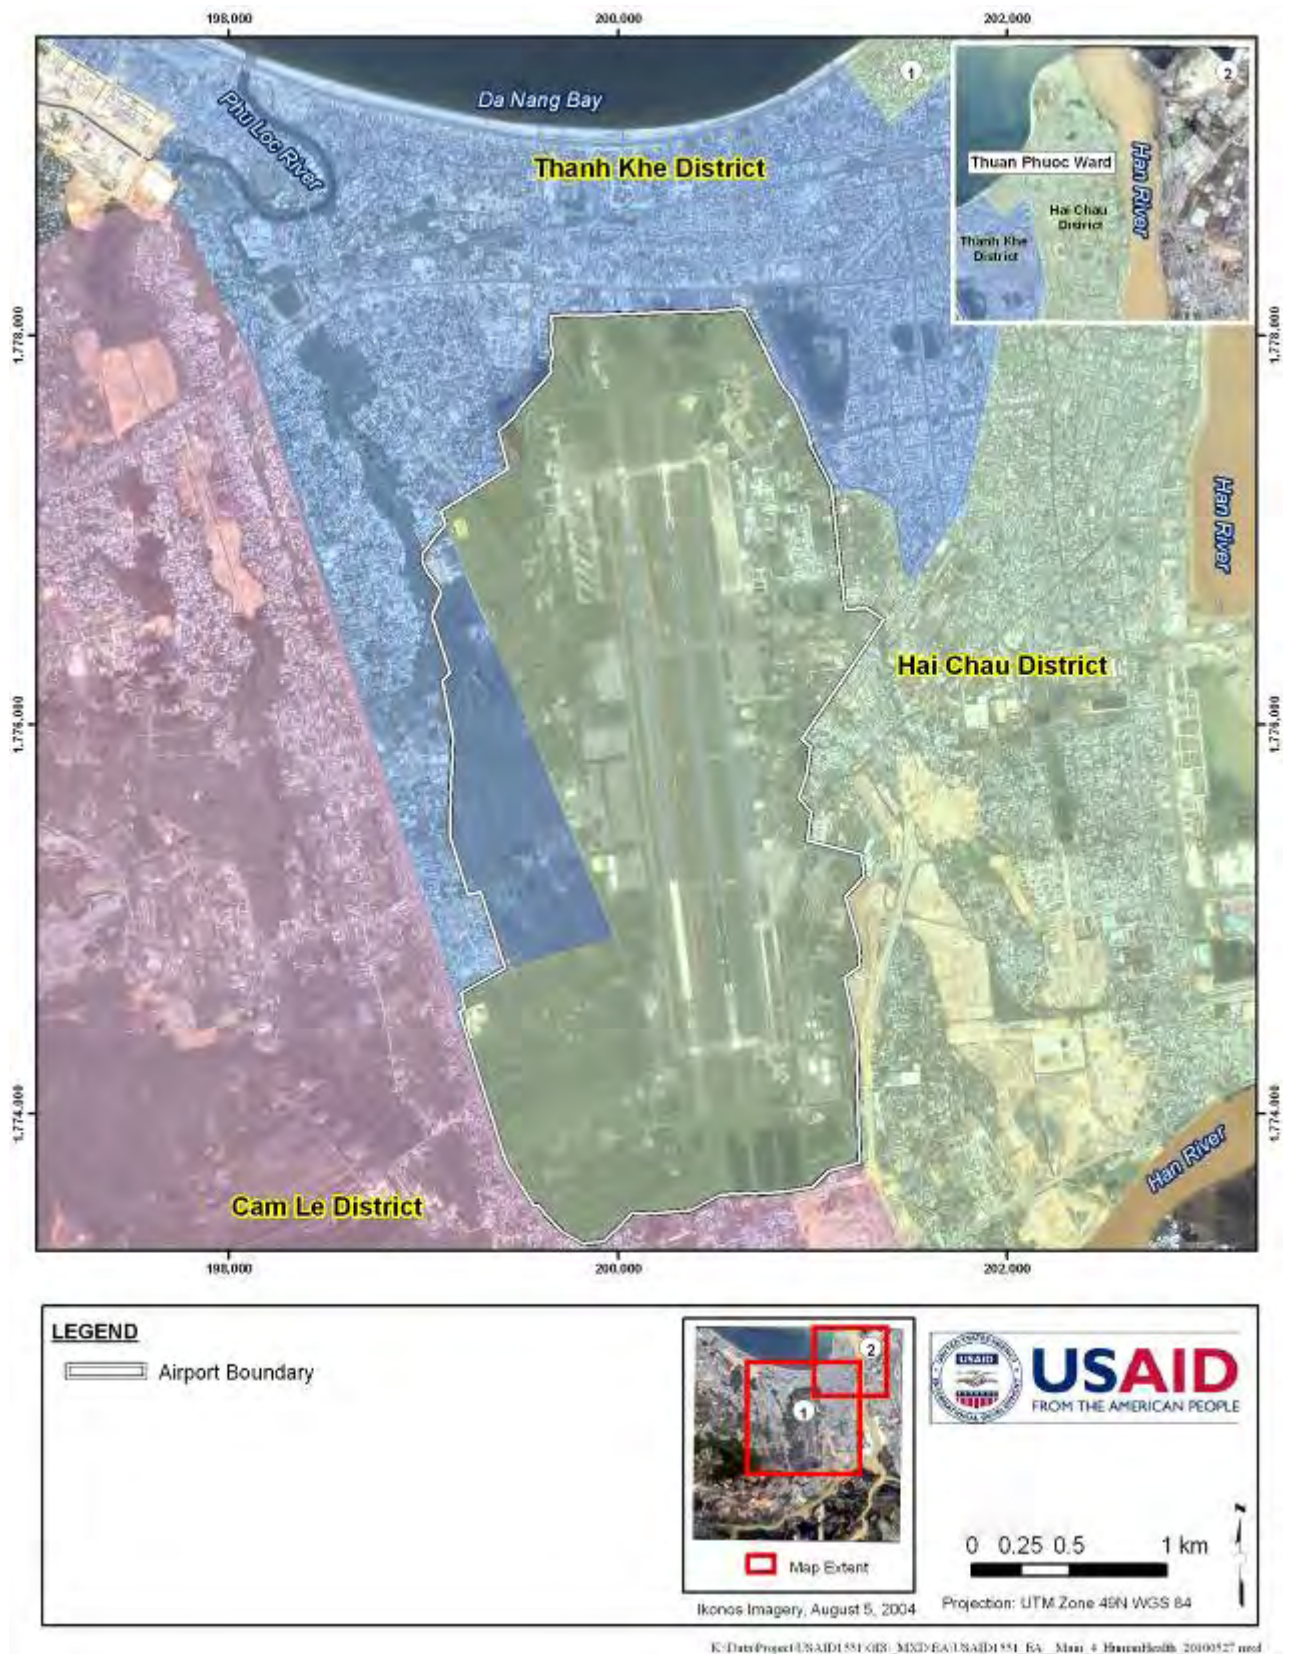 198,000
200,000
202,000
1
2
Da Nang Bay
Phu Loc River
Thanh Khe District
Thuan Phuoc Ward
Han River
Hai Chau
District
Thanh Khe
District
1,778,000
1,778,000
Han River
Hai Chau District
1,776,000
1,776,000
1,774,000
1,774,000
Han River
Cam Le District
198,000
200,000
202,000
LEGEND
Airport Boundary
2
1
Map Extent
Ikonos Imagery, August 5, 2004
USAID
USAID
FROM THE AMERICAN PEOPLE
0 0.25 0.5 1 km
Projection: UTM Zone 49N WGS 84